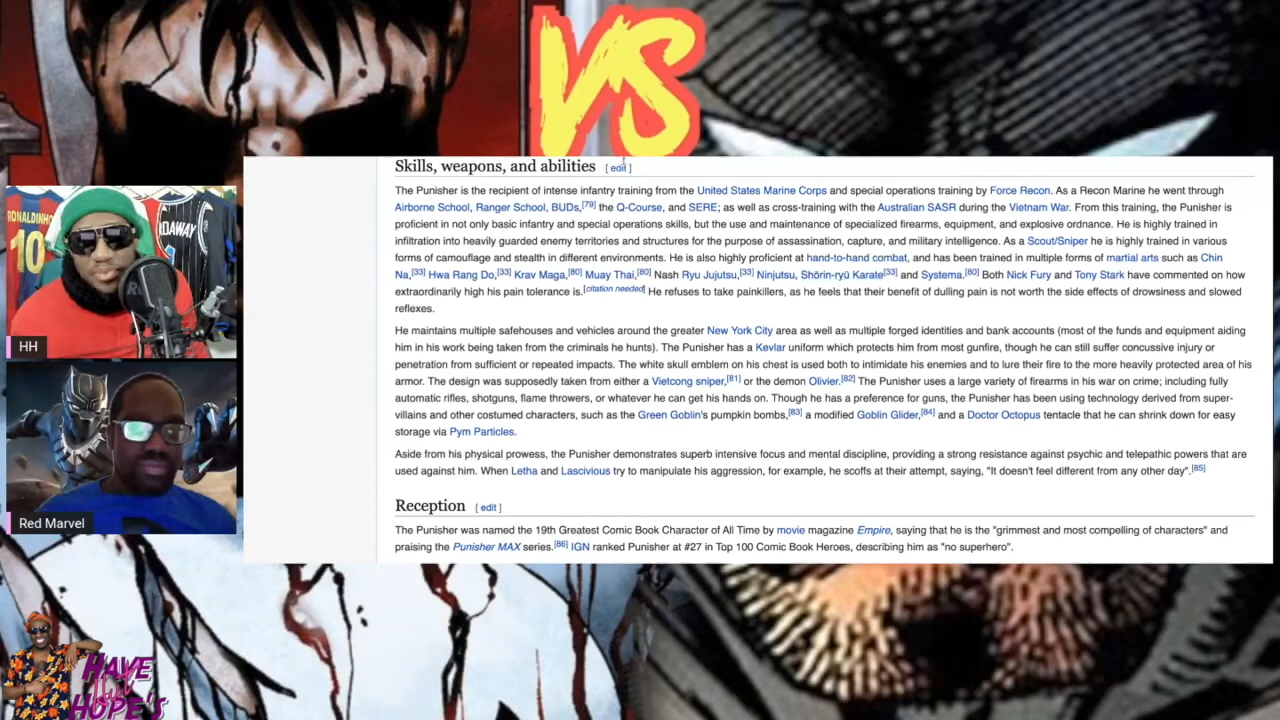 VS
Skills, weapons, and abilities [ edit ]
The Punisher is the recipient of intense infantry training from the United States Marine Corps and special operations training by Force Recon. As a Recon Marine he went through
Airborne School, Ranger School, BUDs,[79] the Q-Course, and SERE; as well as cross-training with the Australian SASR during the Vietnam War. From this training, the Punisher is
proficient in not only basic infantry and special operations skills, but the use and maintenance of specialized firearms, equipment, and explosive ordnance. He is highly trained in
infiltration into heavily guarded enemy territories and structures for the purpose of assassination, capture, and military intelligence. As a Scout/Sniper he is highly trained in various
forms of camouflage and stealth in different environments. He is also highly proficient at hand-to-hand combat, and has been trained in multiple forms of martial arts such as Chin
Na,[33] Hwa Rang Do,[33] Krav Maga,[80] Muay Thai,[80] Nash Ryu Jujutsu,[33] Ninjutsu, Shōrin-ryū Karate[33] and Systema.[80] Both Nick Fury and Tony Stark have commented on how
extraordinarily high his pain tolerance is.[citation needed] He refuses to take painkillers, as he feels that their benefit of dulling pain is not worth the side effects of drowsiness and slowed
reflexes.
He maintains multiple safehouses and vehicles around the greater New York City area as well as multiple forged identities and bank accounts (most of the funds and equipment aiding
him in his work being taken from the criminals he hunts). The Punisher has a Kevlar uniform which protects him from most gunfire, though he can still suffer concussive injury or
penetration from sufficient or repeated impacts. The white skull emblem on his chest is used both to intimidate his enemies and to lure their fire to the more heavily protected area of his
armor. The design was supposedly taken from either a Vietcong sniper,[81] or the demon Olivier.[82] The Punisher uses a large variety of firearms in his war on crime; including fully
automatic rifles, shotguns, flame throwers, or whatever he can get his hands on. Though he has a preference for guns, the Punisher has been using technology derived from super-
villains and other costumed characters, such as the Green Goblin's pumpkin bombs,[83] a modified Goblin Glider,[84] and a Doctor Octopus tentacle that he can shrink down for easy
storage via Pym Particles.
Aside from his physical prowess, the Punisher demonstrates superb intensive focus and mental discipline, providing a strong resistance against psychic and telepathic powers that are
used against him. When Letha and Lascivious try to manipulate his aggression, for example, he scoffs at their attempt, saying, "It doesn't feel different from any other day".[85]
Reception [ edit ]
The Punisher was named the 19th Greatest Comic Book Character of All Time by movie magazine Empire, saying that he is the "grimmest and most compelling of characters" and
praising the Punisher MAX series.[86] IGN ranked Punisher at #27 in Top 100 Comic Book Heroes, describing him as "no superhero".
RONALDINHO
10
ADAWAY
HH
Red Marvel
HAVE
HOPE'S